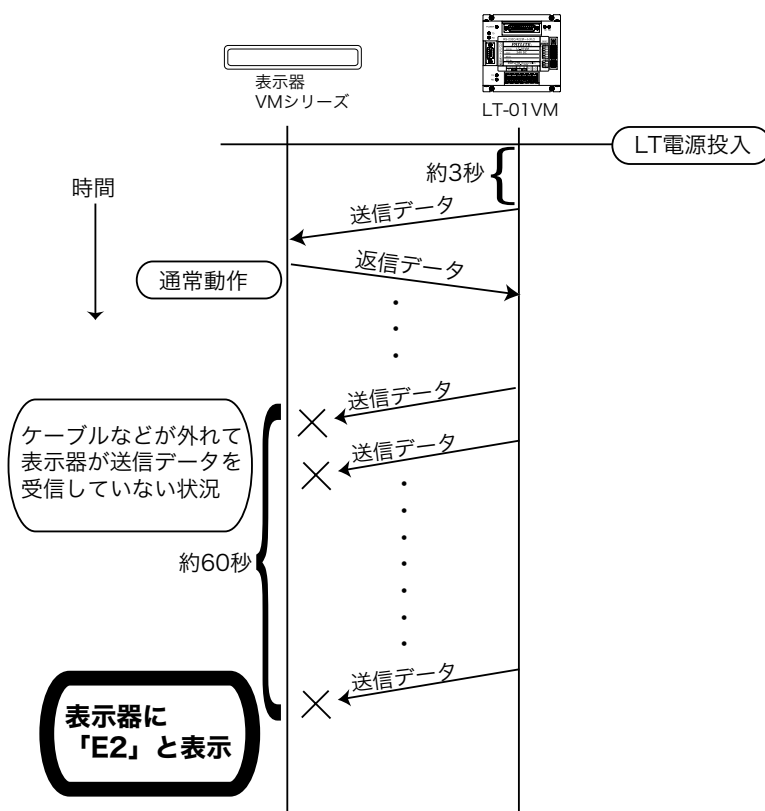 表示器
VMシリーズ
LT-01VM
LT電源投入
約3秒
時間
送信データ
返信データ
通常動作
送信データ
ケーブルなどが外れて
表示器が送信データを
受信していない状況
送信データ
約60秒
送信データ
表示器に
「E2」と表示